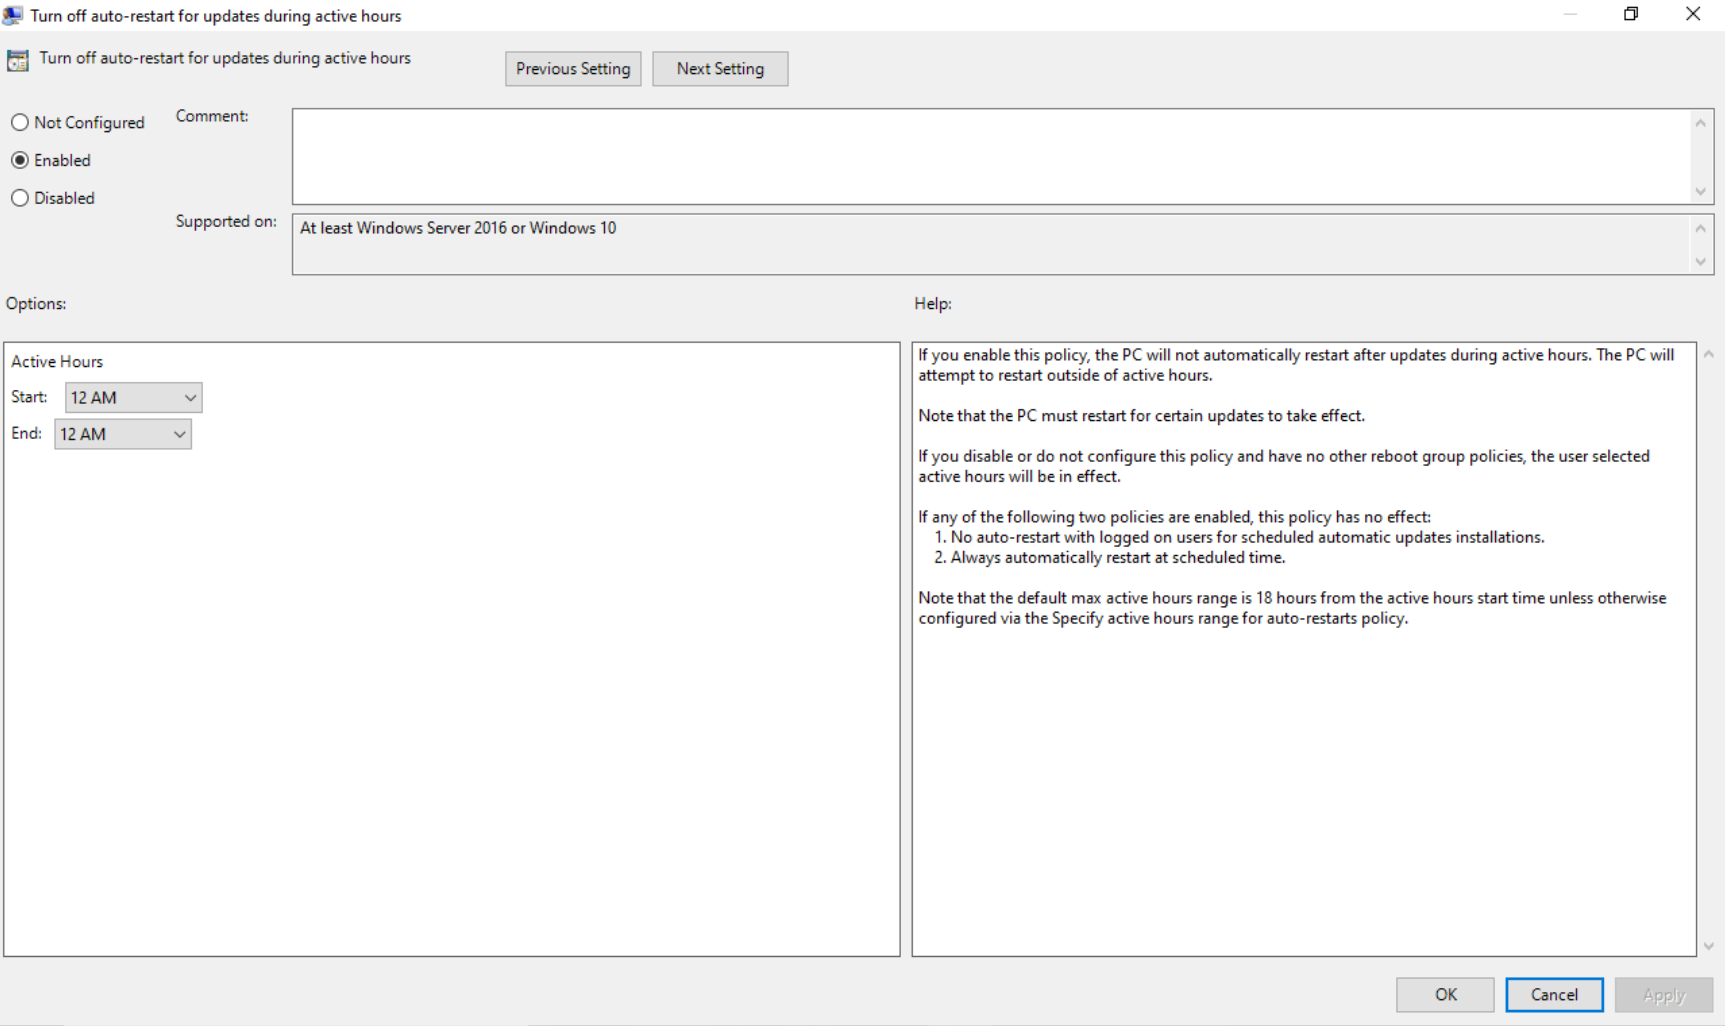 Turn off auto-restart for updates during active hours
Turn off auto-restart for updates during active hours
Previous Setting
Next Setting
Not Configured
Comment:
Enabled
Disabled
Supported on:
At least Windows Server 2016 or Windows 10
Options:
Help:
Active Hours
Start:
12 AM
End:
12 AM
If you enable this policy, the PC will not automatically restart after updates during active hours. The PC will
attempt to restart outside of active hours.
Note that the PC must restart for certain updates to take effect.
If you disable or do not configure this policy and have no other reboot group policies, the user selected
active hours will be in effect.
If any of the following two policies are enabled, this policy has no effect:
1. No auto-restart with logged on users for scheduled automatic updates installations.
2. Always automatically restart at scheduled time.
Note that the default max active hours range is 18 hours from the active hours start time unless otherwise
configured via the Specify active hours range for auto-restarts policy.
OK
Cancel
Apply